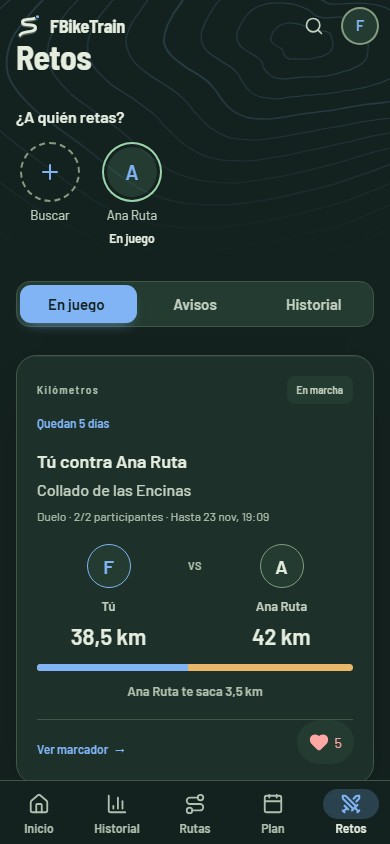 FBikeTrain
F
Retos
¿A quién retas?
A
Buscar
Ana Ruta
En juego
En juego
Avisos
Historial
Kilómetros
En marcha
Quedan 5 días
Tú contra Ana Ruta
Collado de las Encinas
Duelo · 2/2 participantes · Hasta 23 nov, 19:09
F
VS
A
Tú
Ana Ruta
38,5 km
42 km
Ana Ruta te saca 3,5 km
Ver marcador →
5
Inicio
Historial
Rutas
Plan
Retos